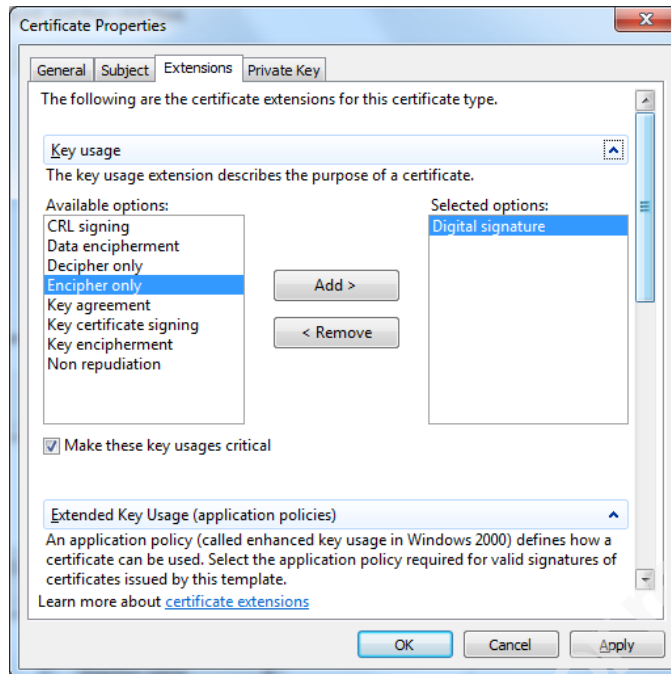 Certificate Properties
General Subject Extensions Private Key
The following are the certificate extensions for this certificate type.
Key usage
The key usage extension describes the purpose of a certificate.
Available options:
Selected options:
CRL signing
Digital signature
Data encipherment
Decipher only
Encipher only
Add >
Key agreement
Key certificate signing
< Remove
Key encipherment
Non repudiation
Make these key usages critical
Extended Key Usage (application policies)
An application policy (called enhanced key usage in Windows 2000) defines how a
certificate can be used. Select the application policy required for valid signatures of
certificates issued by this template.
Learn more about certificate extensions
OK Cancel Apply